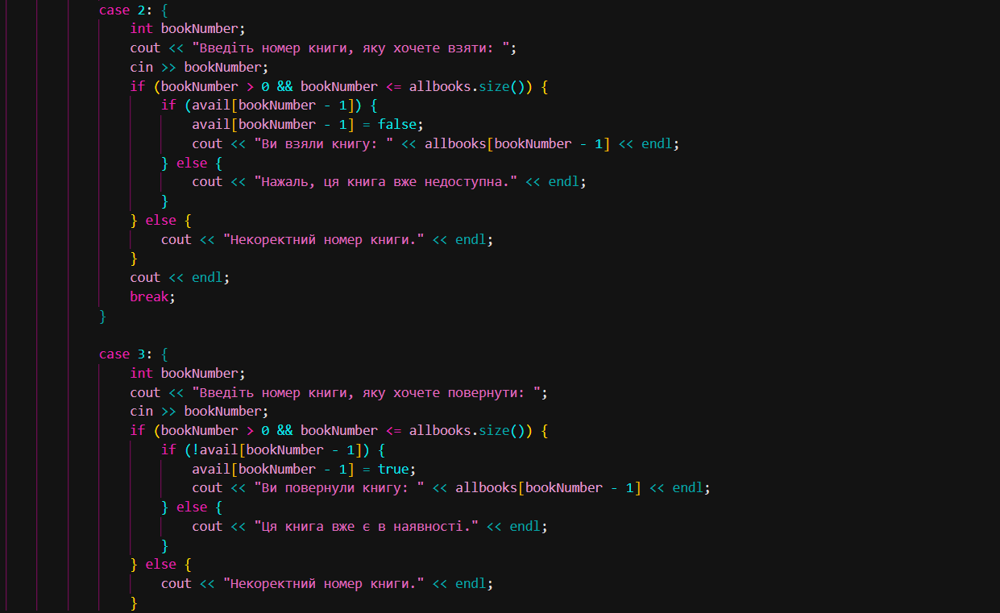 case 2: {
int bookNumber;
cout << "Введіть номер книги, яку хочете взяти: ";
cin >> bookNumber;
if (bookNumber > 0 && bookNumber <= allbooks.size()) {
if (avail[bookNumber - 1]) {
avail[bookNumber - 1] = false;
cout << "Ви взяли книгу: " << allbooks[bookNumber - 1] << endl;
} else {
cout << "Нажаль, ця книга вже недоступна." << endl;
}
} else {
cout << "Некоректний номер книги." << endl;
}
cout << endl;
break;
}
case 3: {
int bookNumber;
cout << "Введіть номер книги, яку хочете повернути: ";
cin >> bookNumber;
if (bookNumber > 0 && bookNumber <= allbooks.size()) {
if (!avail[bookNumber - 1]) {
avail[bookNumber - 1] = true;
cout << "Ви повернули книгу: " << allbooks[bookNumber - 1] << endl;
} else {
cout << "Ця книга вже є в наявності." << endl;
}
} else {
cout << "Некоректний номер книги." << endl;
}